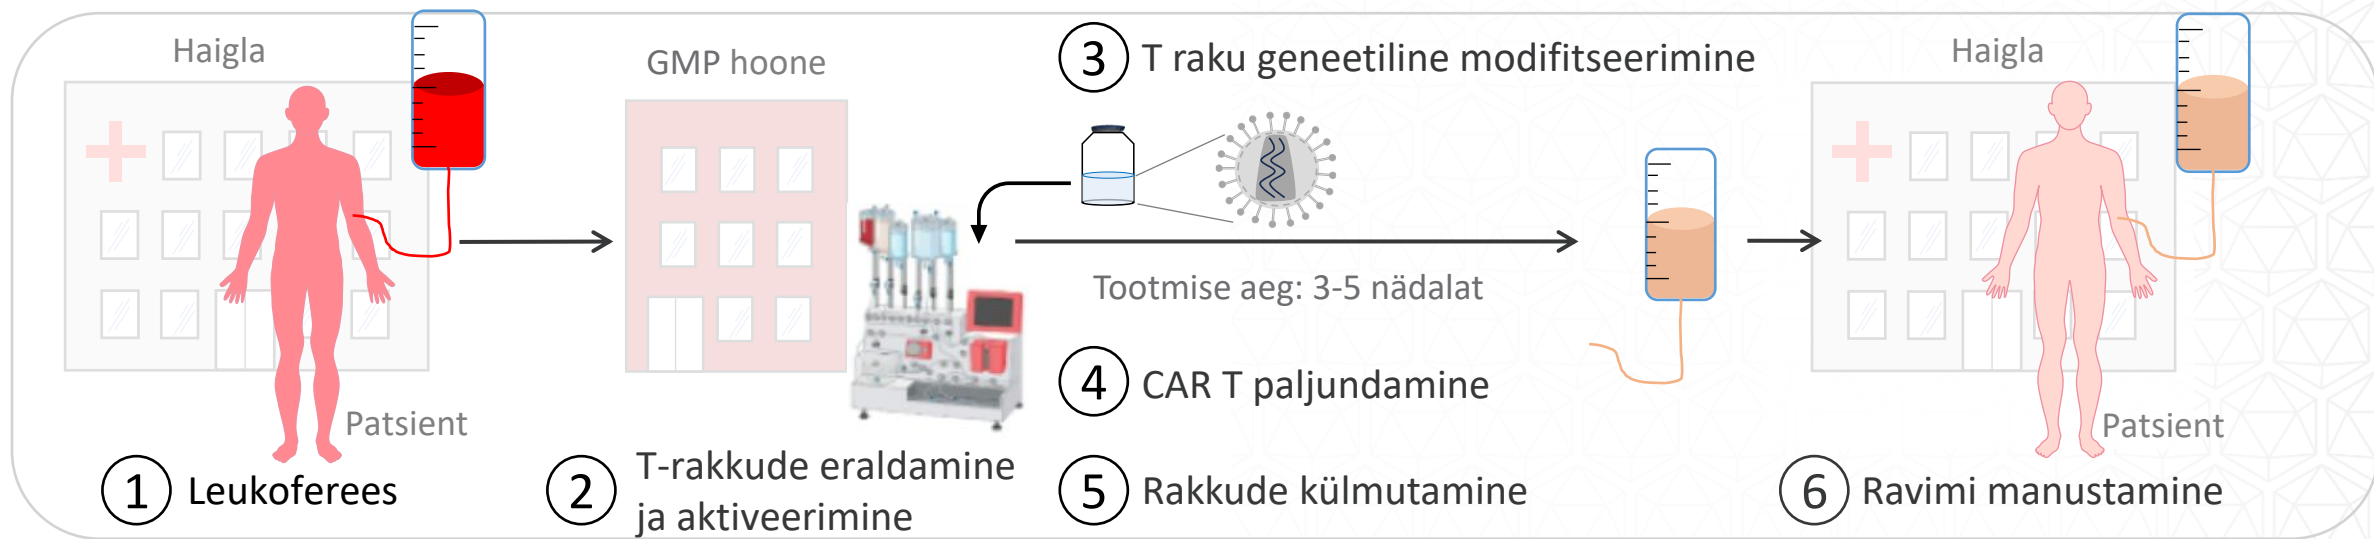 Haigla
Patsient
1 Leukoferees
GMP hoone
2 T-rakkude eraldamine
ja aktiveerimine
3 T raku geneetiline modifitseerimine
Tootmise aeg: 3-5 nädalat
4 CAR T paljundamine
5 Rakkude külmutamine
Haigla
Patsient
6 Ravimi manustamine